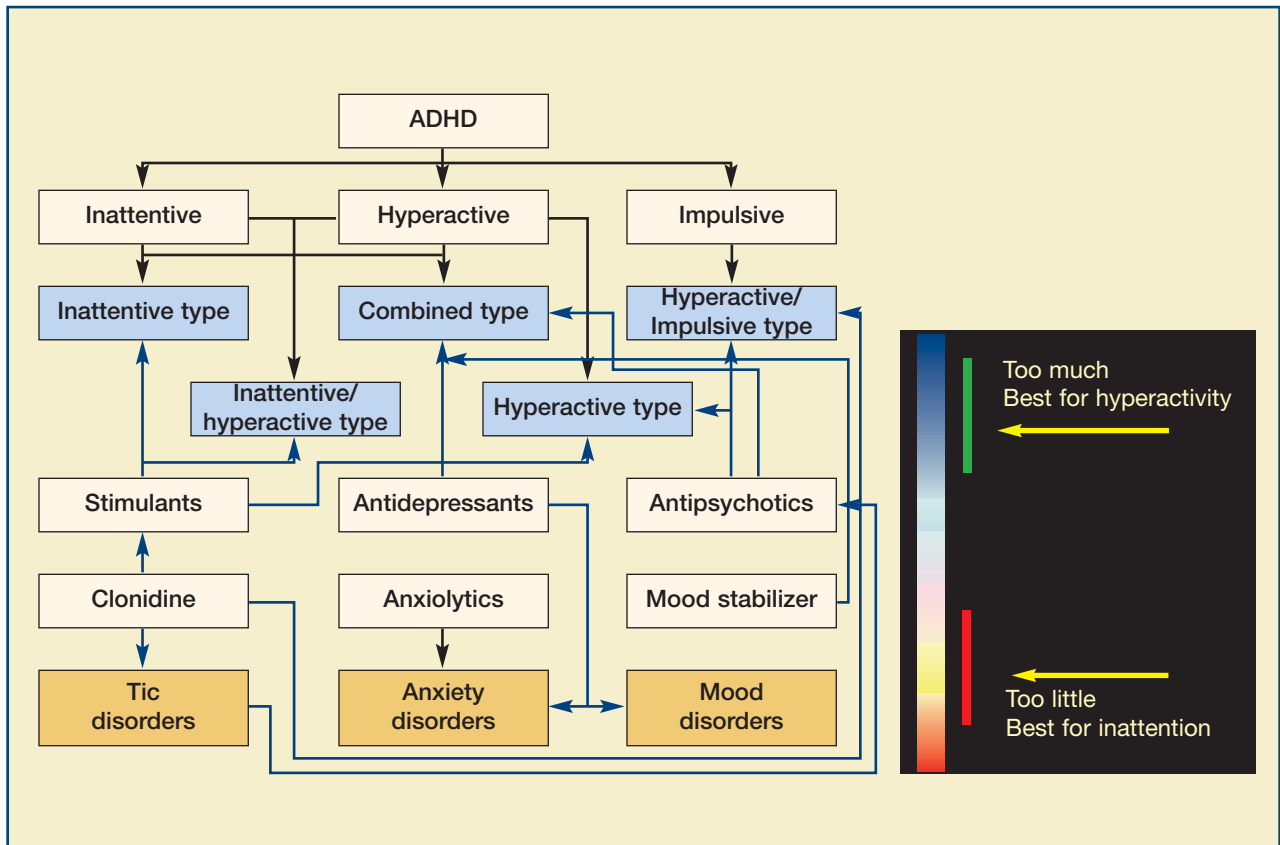 ADHD
Inattentive
Hyperactive
Impulsive
Inattentive type
Combined type
Hyperactive/
Impulsive type
Inattentive/
hyperactive type
Hyperactive type
Stimulants
Antidepressants
Antipsychotics
Clonidine
Anxiolytics
Mood stabilizer
Tic
disorders
Anxiety
disorders
Mood
disorders
Too much
Best for hyperactivity
Too little
Best for inattention